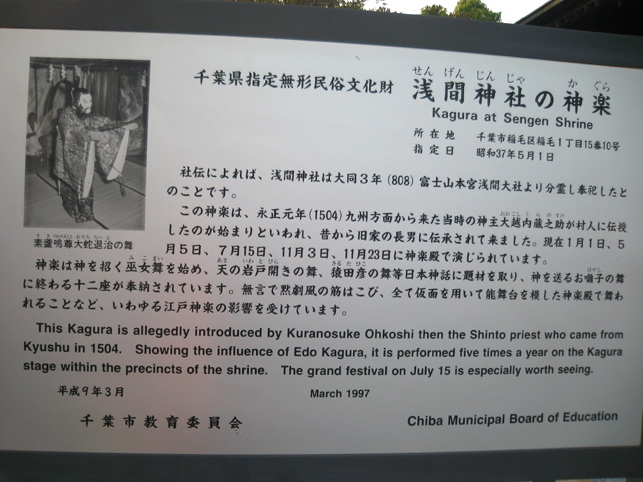 千葉県指定無形民俗文化財
せんげんじんじゃ かぐら
浅間神社の神楽
Kagura at Sengen Shrine
所在地 千葉市稲毛区稲毛1丁目15番10号
指定日 昭和37年5月1日
素盞嗚尊大蛇退治の舞
社伝によれば、浅間神社は大同3年(808)富士山本宮浅間大社より分霊し奉祀したと
のことです。
この神楽は、永正元年(1504)九州方面から来た当時の神主大越内蔵之助が村人に伝授
したのが始まりといわれ、昔から旧家の長男に伝承されて来ました。現在1月1日、5
月5日、7月15日、11月3日、11月23日に神楽殿で演じられています。
神楽は神を招く巫女舞を始め、天の岩戸開きの舞、猿田彦の舞等日本神話に題材を取り、神を送るお囃子の舞
に終わる十二座が奉納されています。無言で黙劇風の筋はこび、全て仮面を用いて能舞台を模した神楽殿で舞わ
れることなど、いわゆる江戸神楽の影響を受けています。
This Kagura is allegedly introduced by Kuranosuke Ohkoshi then the Shinto priest who came from
Kyushu in 1504. Showing the influence of Edo Kagura, it is performed five times a year on the Kagura
stage within the precincts of the shrine. The grand festival on July 15 is especially worth seeing.
平成9年3月 March 1997
千葉市教育委員会 Chiba Municipal Board of Education